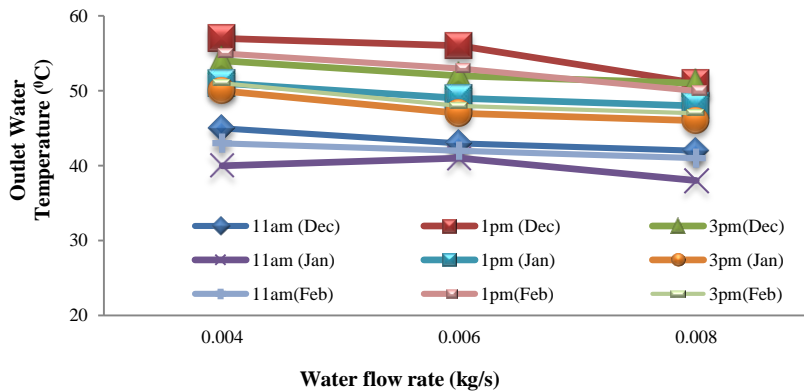 60
50
40
30
20
Outlet Water
Temperature (⁰C)
11am (Dec)
1pm (Dec)
3pm(Dec)
11am (Jan)
1pm (Jan)
3pm (Jan)
11am(Feb)
1pm(Feb)
3pm(Feb)
0.004
0.006
0.008
Water flow rate (kg/s)